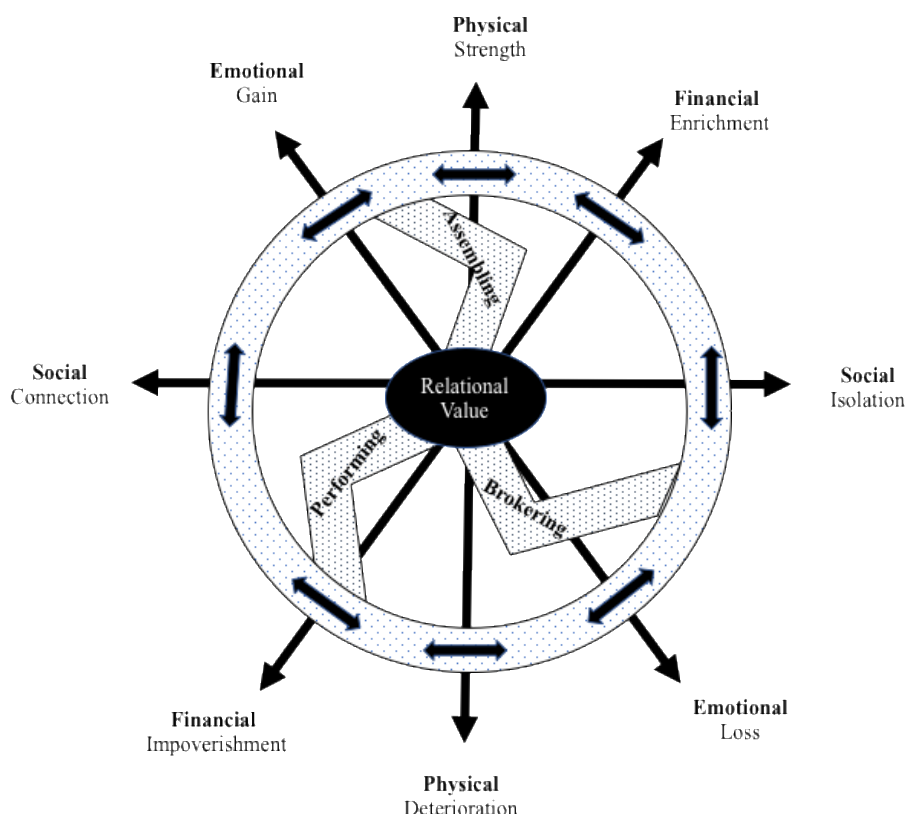 Physical
Strength
Emotional
Gain
Financial
Enrichment
Assembling
Social
Connection
Relational
Value
Social
Isolation
Performing
Brokering
Financial
Impoverishment
Emotional
Loss
Physical
Deterioration